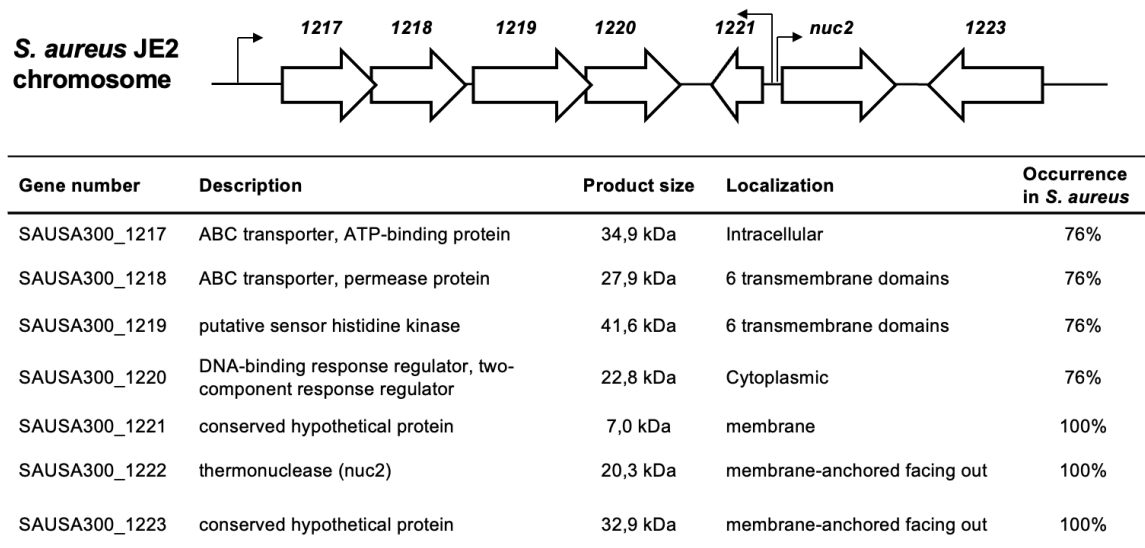 1217 1218 1219 1220 1221 nuc2 1223
S. aureus JE2
chromosome
Gene number Description Product size Localization Occurrence
in S. aureus
SAUSA300_1217 ABC transporter, ATP-binding protein 34,9 kDa Intracellular 76%
SAUSA300_1218 ABC transporter, permease protein 27,9 kDa 6 transmembrane domains 76%
SAUSA300_1219 putative sensor histidine kinase 41,6 kDa 6 transmembrane domains 76%
SAUSA300_1220 DNA-binding response regulator, two-
component response regulator 22,8 kDa Cytoplasmic 76%
SAUSA300_1221 conserved hypothetical protein 7,0 kDa membrane 100%
SAUSA300_1222 thermonuclease (nuc2) 20,3 kDa membrane-anchored facing out 100%
SAUSA300_1223 conserved hypothetical protein 32,9 kDa membrane-anchored facing out 100%